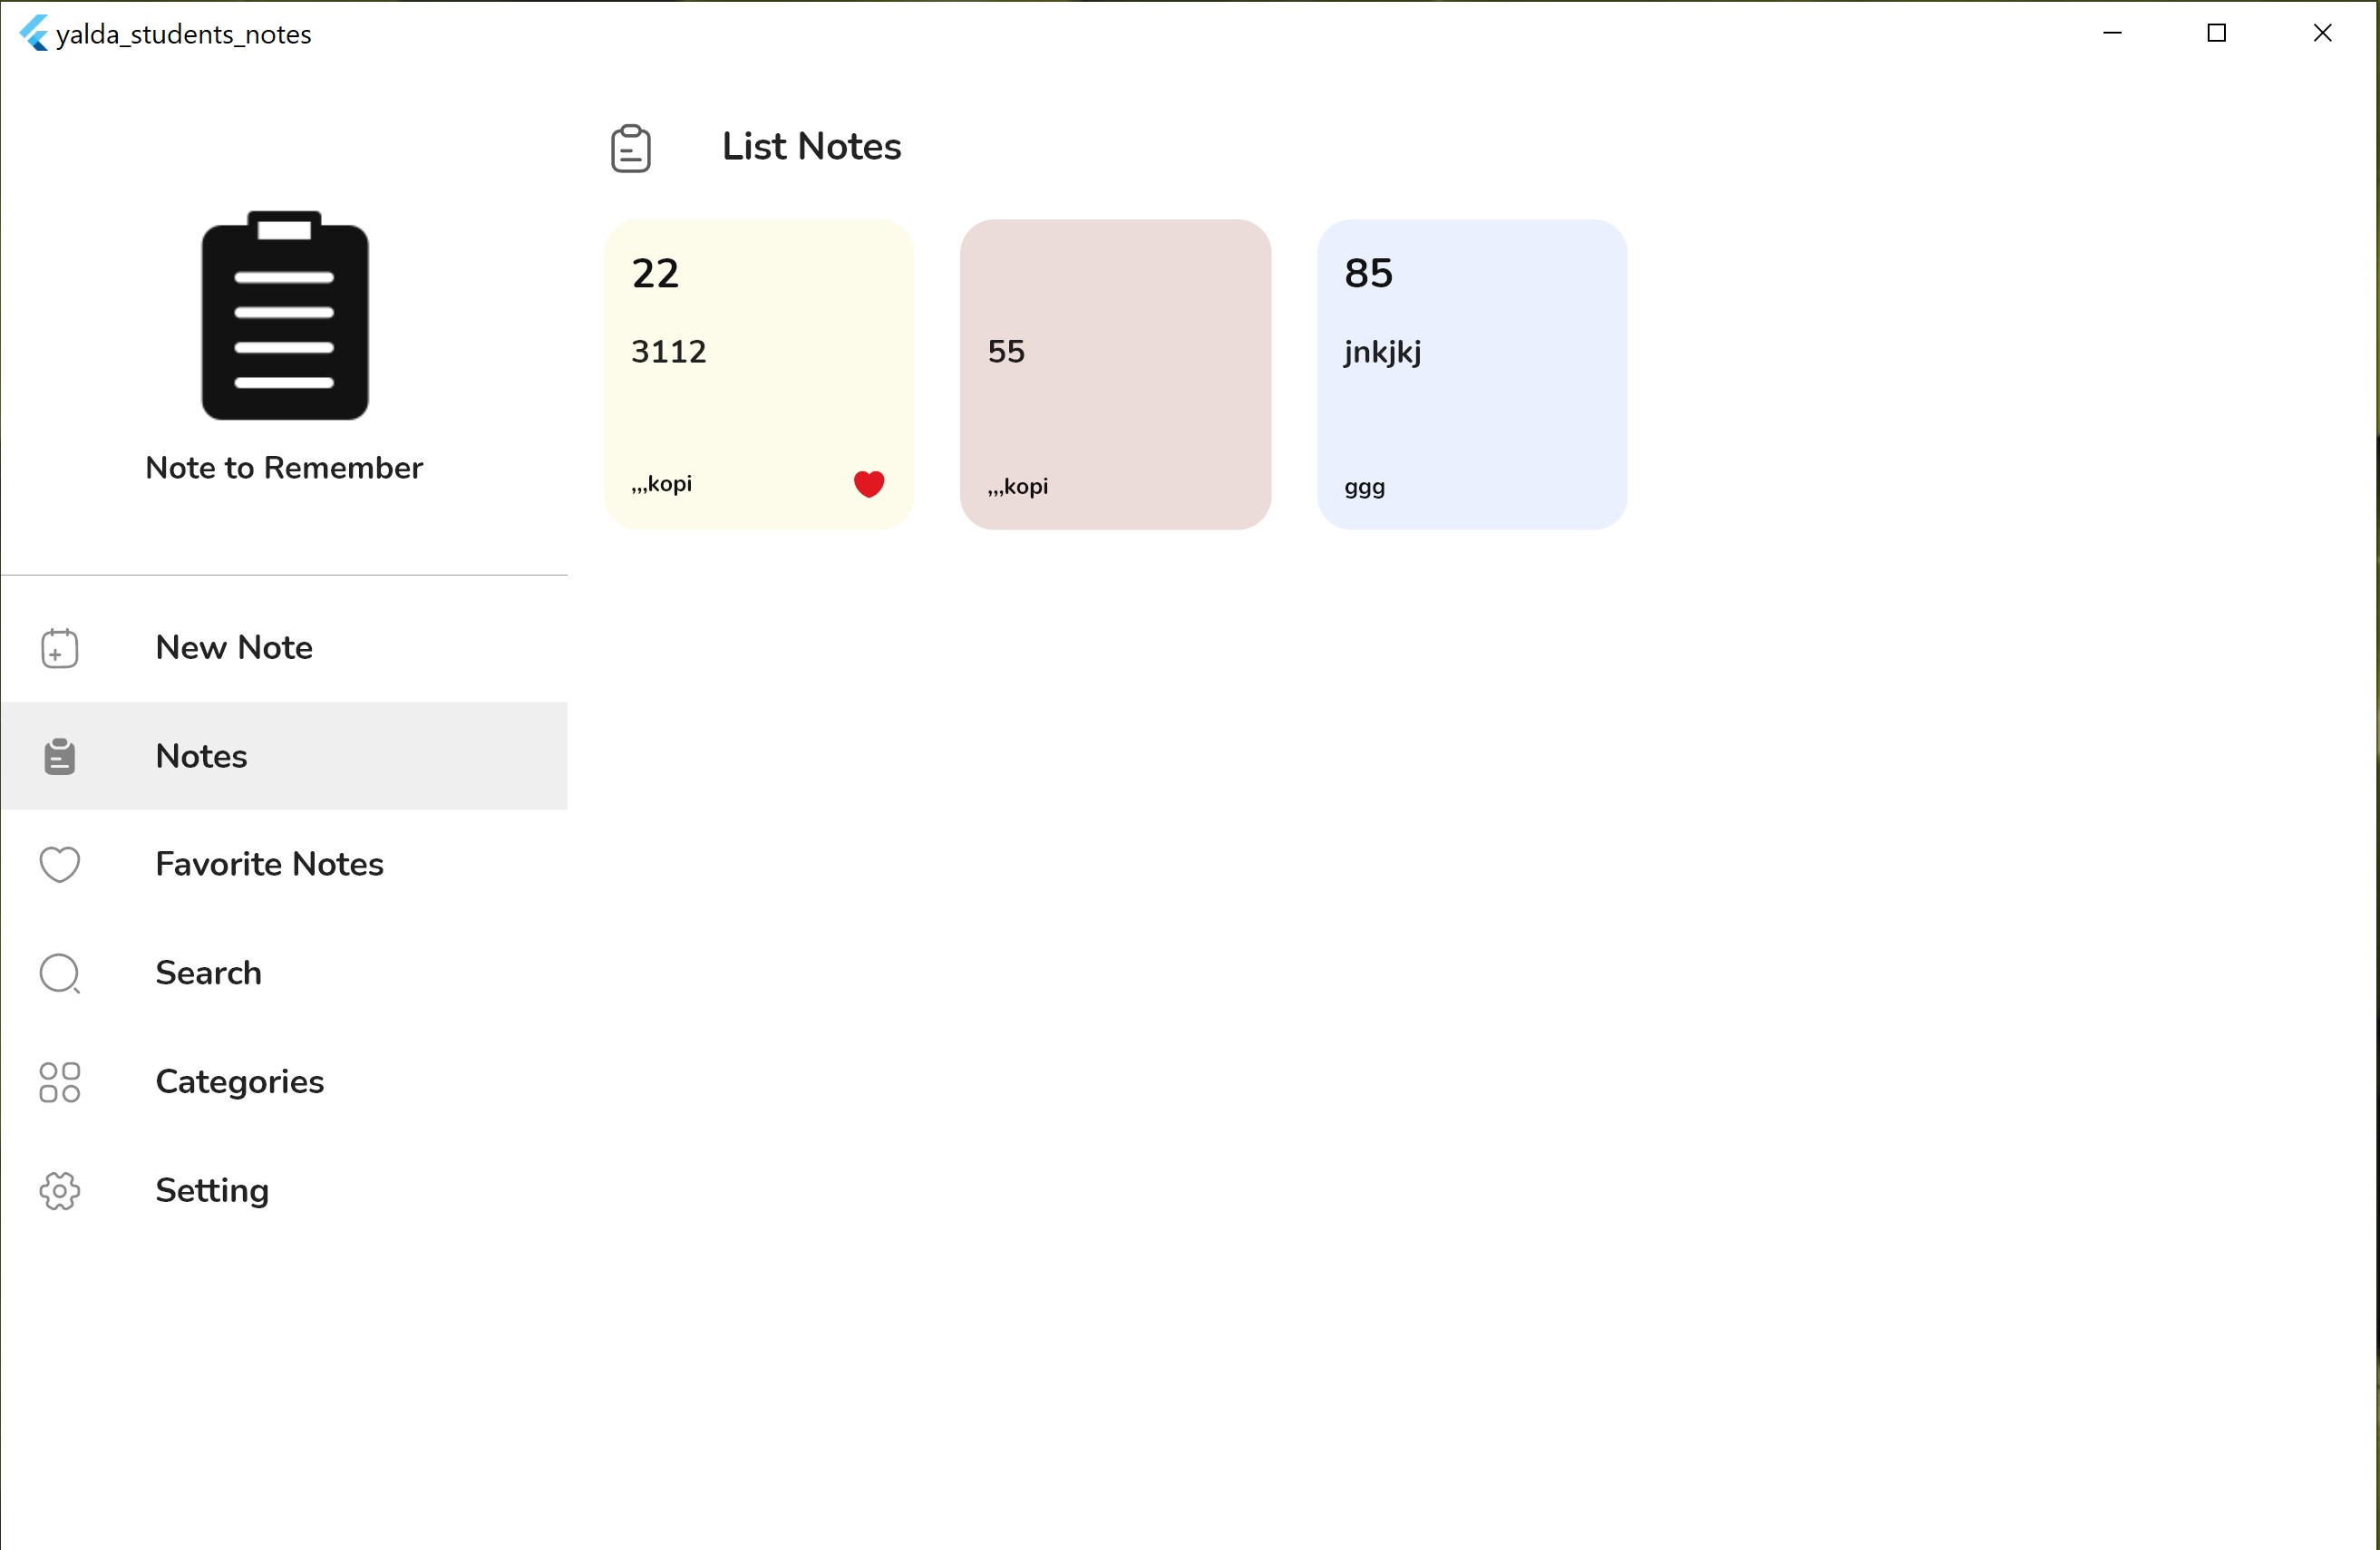 yalda_students_notes
Note to Remember
New Note
Notes
Favorite Notes
Search
Categories
Setting
List Notes
22
3112
,,,kopi
55
,,,kopi
85
jnkjkj
ggg